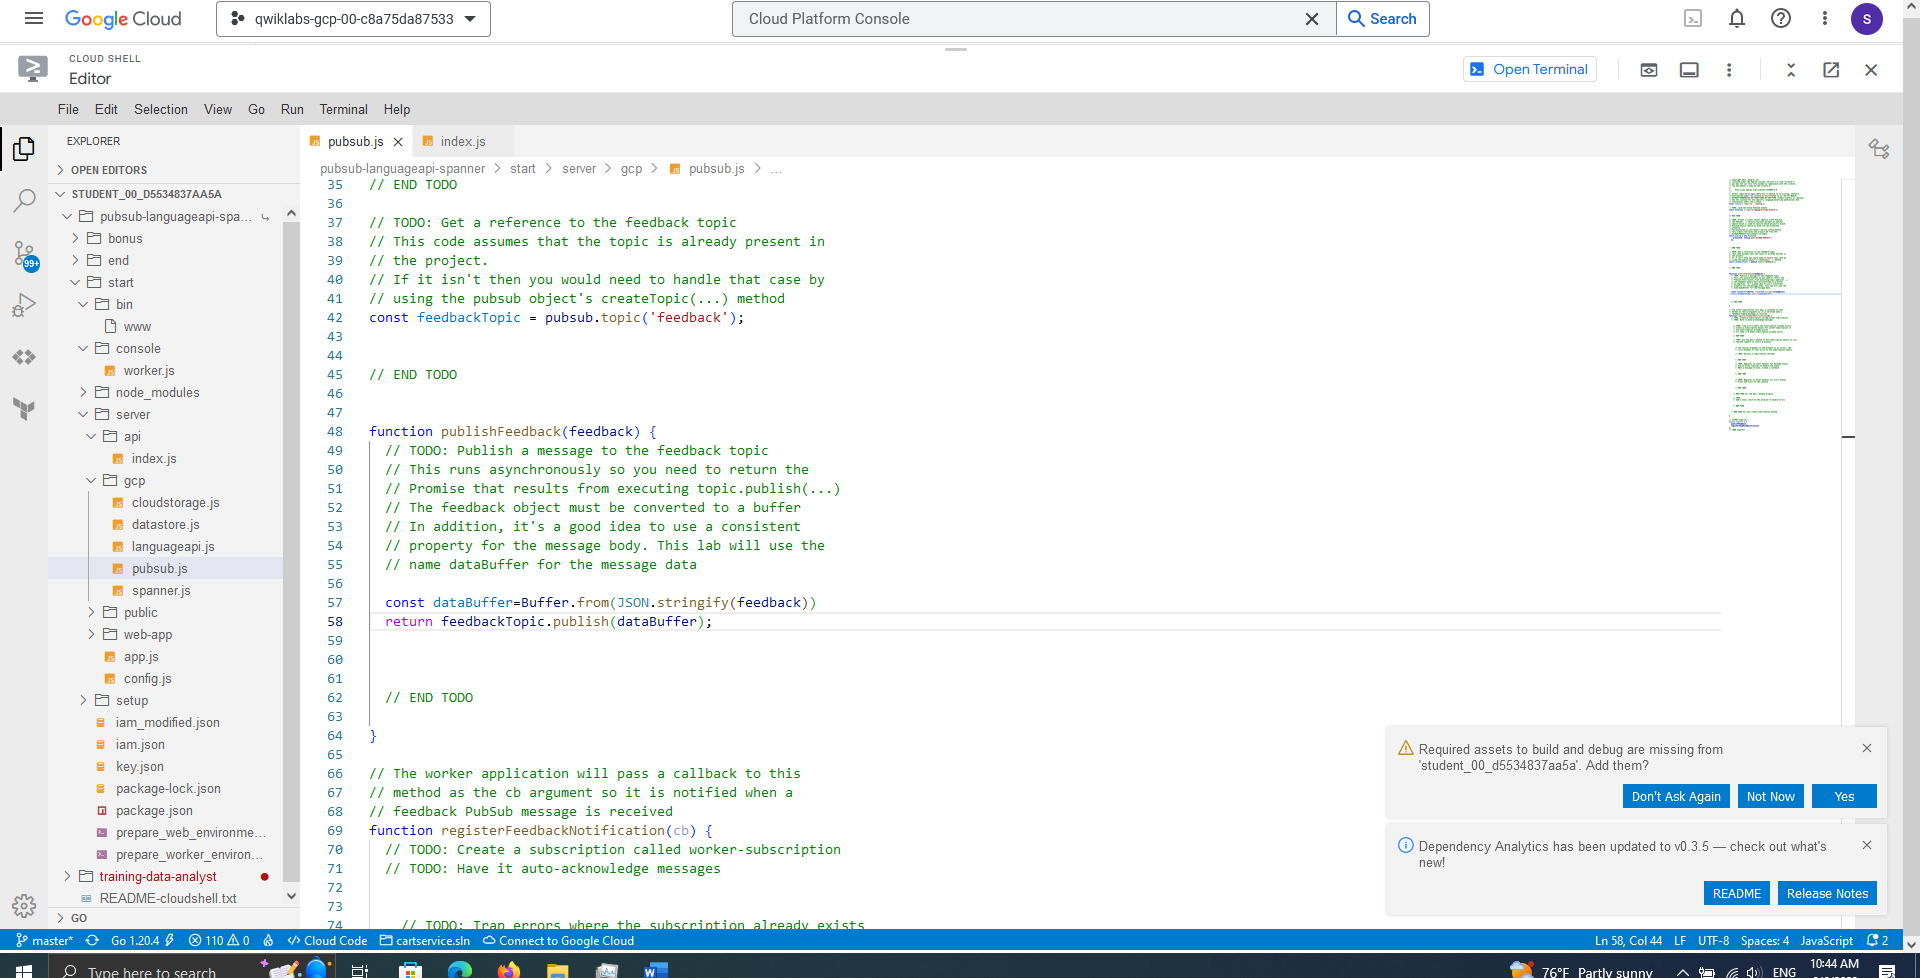 Google Cloud
qwiklabs-gcp-00-c8a75da87533
Cloud Platform Console
Search
S
CLOUD SHELL
Editor
Open Terminal
File Edit Selection View Go Run Terminal Help
EXPLORER
pubsub.js
index.js
OPEN EDITORS
pubsub-languageapi-spanner > start > server > gcp > pubsub.js > ...
STUDENT_00_D5534837AA5A
pubsub-languageapi-spa...
bonus
end
start
bin
www
console
worker.js
node_modules
server
api
index.js
gcp
cloudstorage.js
datastore.js
languageapi.js
pubsub.js
spanner.js
public
web-app
app.js
config.js
setup
iam_modified.json
iam.json
key.json
package-lock.json
package.json
prepare_web_environme...
prepare_worker_environ...
training-data-analyst
README-cloudshell.txt
GO
99+
35 // END TODO
36
37 // TODO: Get a reference to the feedback topic
38 // This code assumes that the topic is already present in
39 // the project.
40 // If it isn't then you would need to handle that case by
41 // using the pubsub object's createTopic(...) method
42 const feedbackTopic = pubsub.topic('feedback');
43
44
45 // END TODO
46
47
48 function publishFeedback(feedback) {
49 // TODO: Publish a message to the feedback topic
50 // This runs asynchronously so you need to return the
51 // Promise that results from executing topic.publish(...)
52 // The feedback object must be converted to a buffer
53 // In addition, it's a good idea to use a consistent
54 // property for the message body. This lab will use the
55 // name dataBuffer for the message data
56
57 const dataBuffer=Buffer.from(JSON.stringify(feedback))
58 return feedbackTopic.publish(dataBuffer);
59
60
61
62 // END TODO
63
64 }
65
66 // The worker application will pass a callback to this
67 // method as the cb argument so it is notified when a
68 // feedback PubSub message is received
69 function registerFeedbackNotification(cb) {
70 // TODO: Create a subscription called worker-subscription
71 // TODO: Have it auto-acknowledge messages
72
73
74 // TODO: Trap errors where the subscription already exists
Required assets to build and debug are missing from
'student_00_d5534837aa5a'. Add them?
Don't Ask Again Not Now Yes
Dependency Analytics has been updated to v0.3.5 — check out what's
new!
README Release Notes
master* Go 1.20.4 110 0 Cloud Code cartservice.sln Connect to Google Cloud
Ln 58, Col 44 LF UTF-8 Spaces: 4 JavaScript 2
Type here to search
76°F Partly sunny ENG
10:44 AM